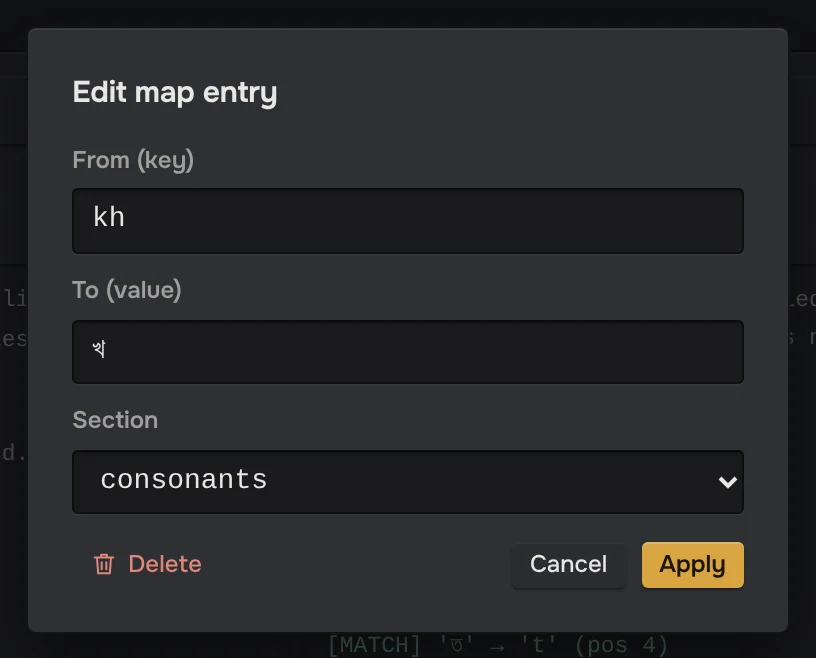 Edit map entry
From (key)
kh
To (value)
খ
Section
consonants
Delete
Cancel
Apply
[MATCH] 'ত' → 't' (pos 4)